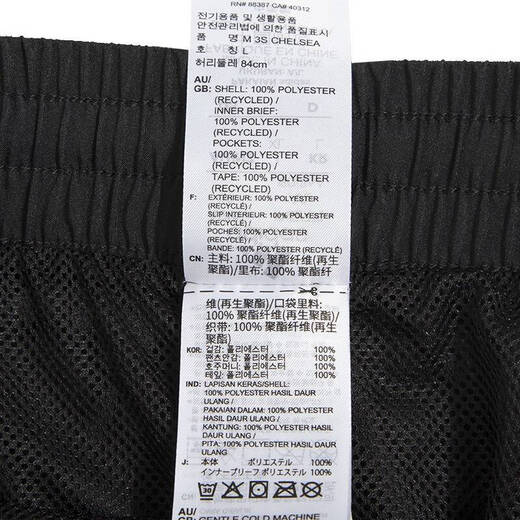 RN# 88387 CA# 40312
전기용품 및 생활용품
안전관리법에 의한 품질표시
품 명 M 3S CHELSEA
호 칭 L
허리둘레 84cm
AU/
GB: SHELL: 100% POLYESTER
(RECYCLED) /
INNER BRIEF:
100% POLYESTER
(RECYCLED) /
POCKETS:
100% POLYESTER
(RECYCLED) /
TAPE: 100% POLYESTER
(RECYCLED)
F: EXTÉRIEUR: 100% POLYESTER
(RECYCLÉ) /
SLIP INTERIEUR: 100% POLYESTER
(RECYCLÉ) /
POCHES: 100% POLYESTER
(RECYCLÉ) /
BANDE: 100% POLYESTER (RECYCLÉ)
CN: 主料: 100% 聚酯纤维(再生
聚酯)/里布: 100% 聚酯纤
维(再生聚酯)/口袋里料:
100% 聚酯纤维(再生聚酯)/
织带: 100% 聚酯纤维(再生
聚酯)
KOR: 겉감: 폴리에스터 100%
팬츠안감: 폴리에스터 100%
호주머니: 폴리에스터 100%
테잎: 폴리에스터 100%
IND: LAPISAN KERAS/SHELL:
100% POLYESTER HASIL DAUR
ULANG /
PAKAIAN DALAM: 100% POLYESTER
HASIL DAUR ULANG /
KANTUNG: 100% POLYESTER
HASIL DAUR ULANG /
PITA: 100% POLYESTER HASIL DAUR
ULANG
J: 本体 ポリエステル 100%
インナーブリーフ ポリエステル 100%
30
AU/
GB: GENTLE COLD MACHINE